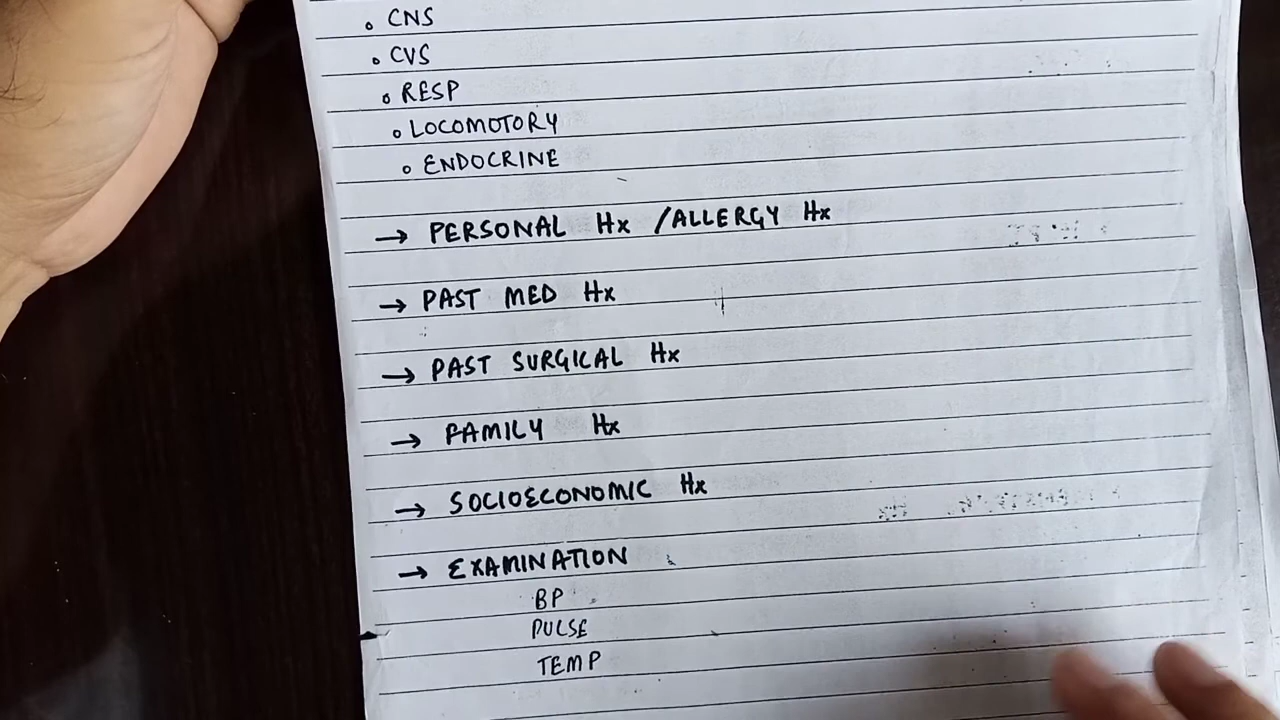 • CNS
• CVS
• RESP
• LOCOMOTORY
• ENDOCRINE
→ PERSONAL Hx /ALLERGY Hx
→ PAST MED Hx
→ PAST SURGICAL Hx
→ FAMILY Hx
→ SOCIOECONOMIC Hx
→ EXAMINATION
BP
PULSE
TEMP